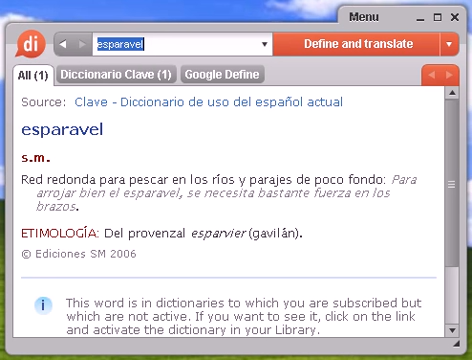 Menu
di
esparavel
Define and translate
All (1)
Diccionario Clave (1)
Google Define
Source: Clave - Diccionario de uso del español actual
esparavel
s.m.
Red redonda para pescar en los ríos y parajes de poco fondo: Para
arrojar bien el esparavel, se necesita bastante fuerza en los
brazos.
ETIMOLOGÍA: Del provenzal esparvier (gavilán).
© Ediciones SM 2006
i
This word is in dictionaries to which you are subscribed but
which are not active. If you want to see it, click on the link
and activate the dictionary in your Library.